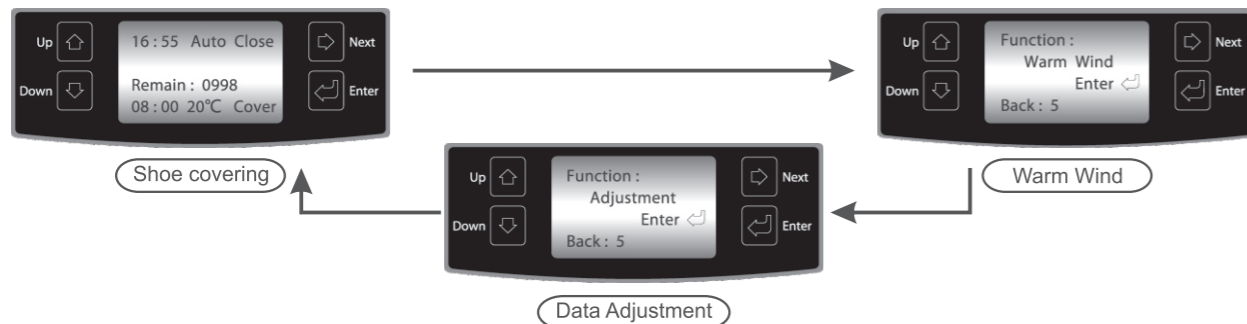 Up
16:55 Auto Close
Next
Down
Remain : 0998
08:00 20℃ Cover
Enter
Shoe covering
Up
Function :
Warm Wind
Enter
Back : 5
Next
Down
Enter
Warm Wind
Up
Function :
Adjustment
Enter
Back : 5
Next
Down
Enter
Data Adjustment